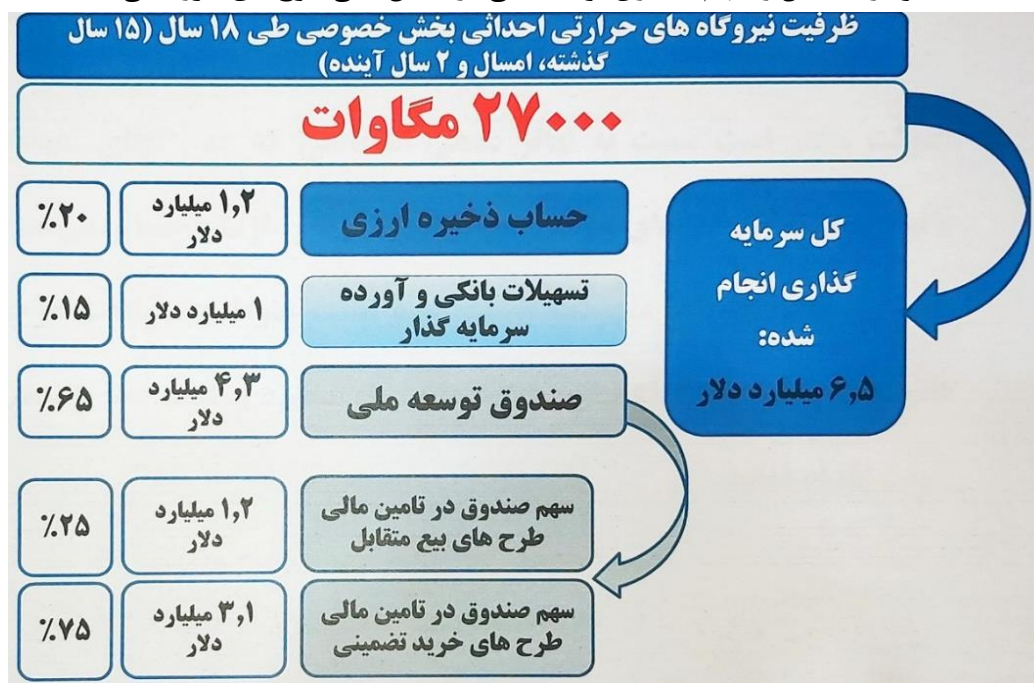 ظرفیت نیروگاه های حرارتی احداثی بخش خصوصی طی ۱۸ سال (۱۵ سال
گذشته، امسال و ۲ سال آینده)
۲۷۰۰۰ مگاوات
کل سرمایه
گذاری انجام
شده:
۶,۵ میلیارد دلار
حساب ذخیره ارزی
۱,۲ میلیارد
دلار
٪۲۰
تسهیلات بانکی و آورده
سرمایه گذار
۱ میلیارد دلار
٪۱۵
صندوق توسعه ملی
۴,۳ میلیارد
دلار
٪۶۵
سهم صندوق در تامین مالی
طرح های بیع متقابل
۱,۲ میلیارد
دلار
٪۲۵
سهم صندوق در تامین مالی
طرح های خرید تضمینی
۳,۱ میلیارد
دلار
٪۷۵